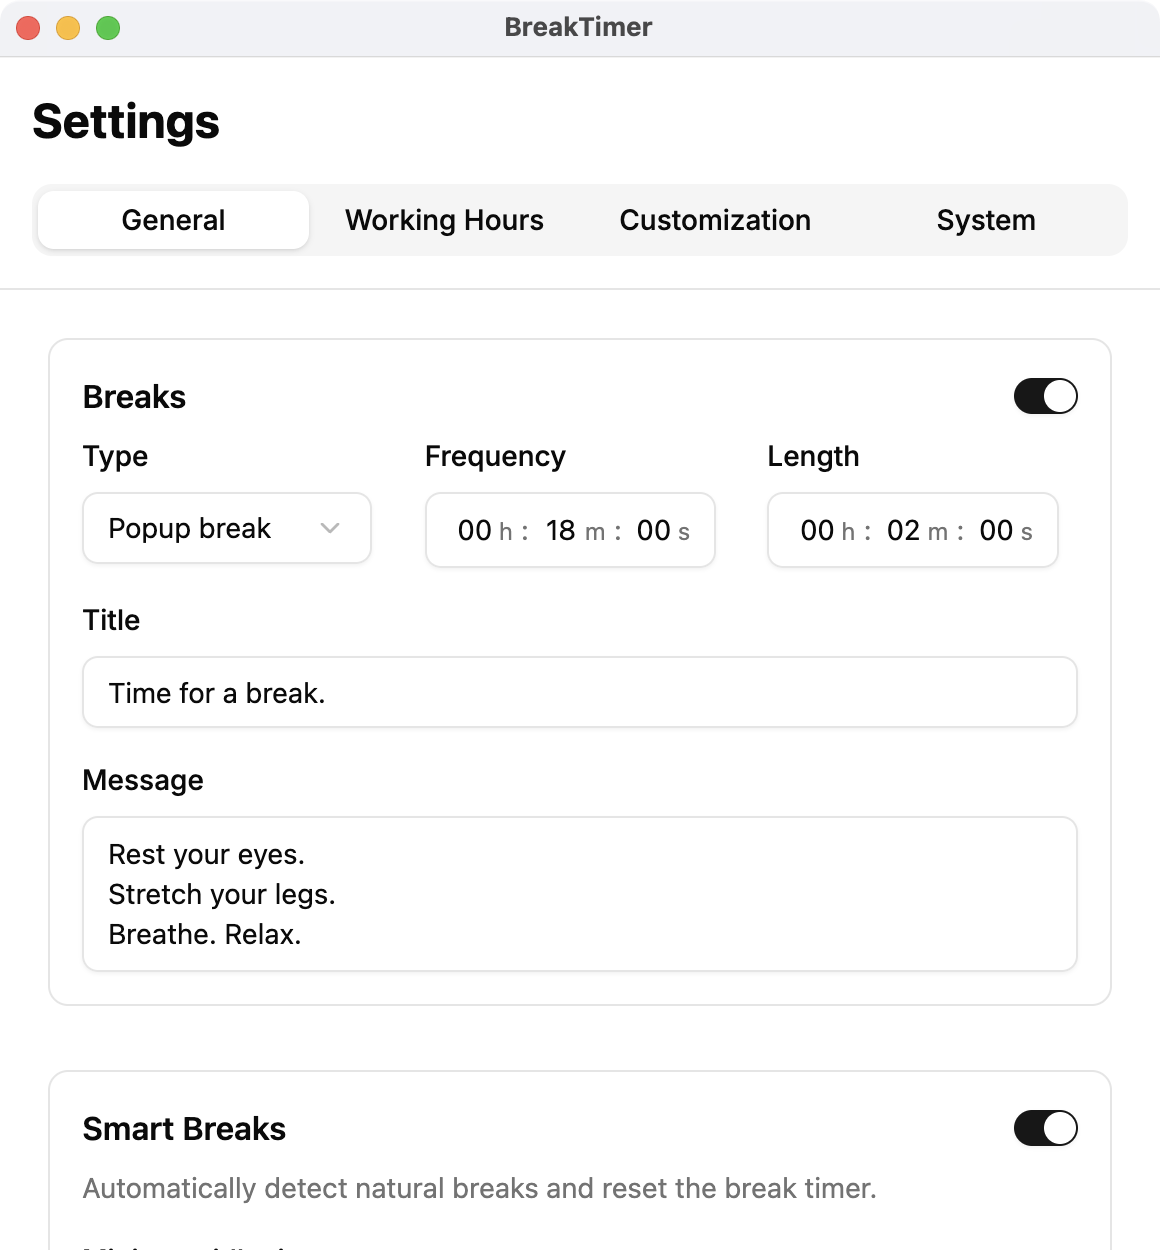 BreakTimer
Settings
General Working Hours Customization System
Breaks
Type Frequency Length
Popup break 00 h : 18 m : 00 s 00 h : 02 m : 00 s
Title
Time for a break.
Message
Rest your eyes.
Stretch your legs.
Breathe. Relax.
Smart Breaks
Automatically detect natural breaks and reset the break timer.